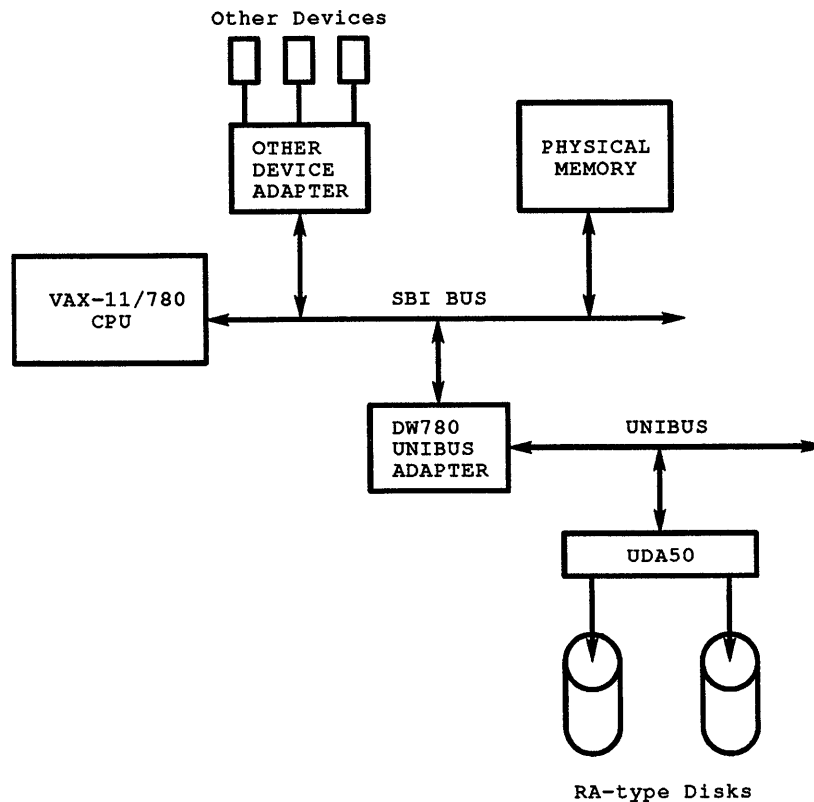 Other Devices
OTHER
DEVICE
ADAPTER
PHYSICAL
MEMORY
VAX-11/780
CPU
SBI BUS
DW780
UNIBUS
ADAPTER
UNIBUS
UDA50
RA-type Disks